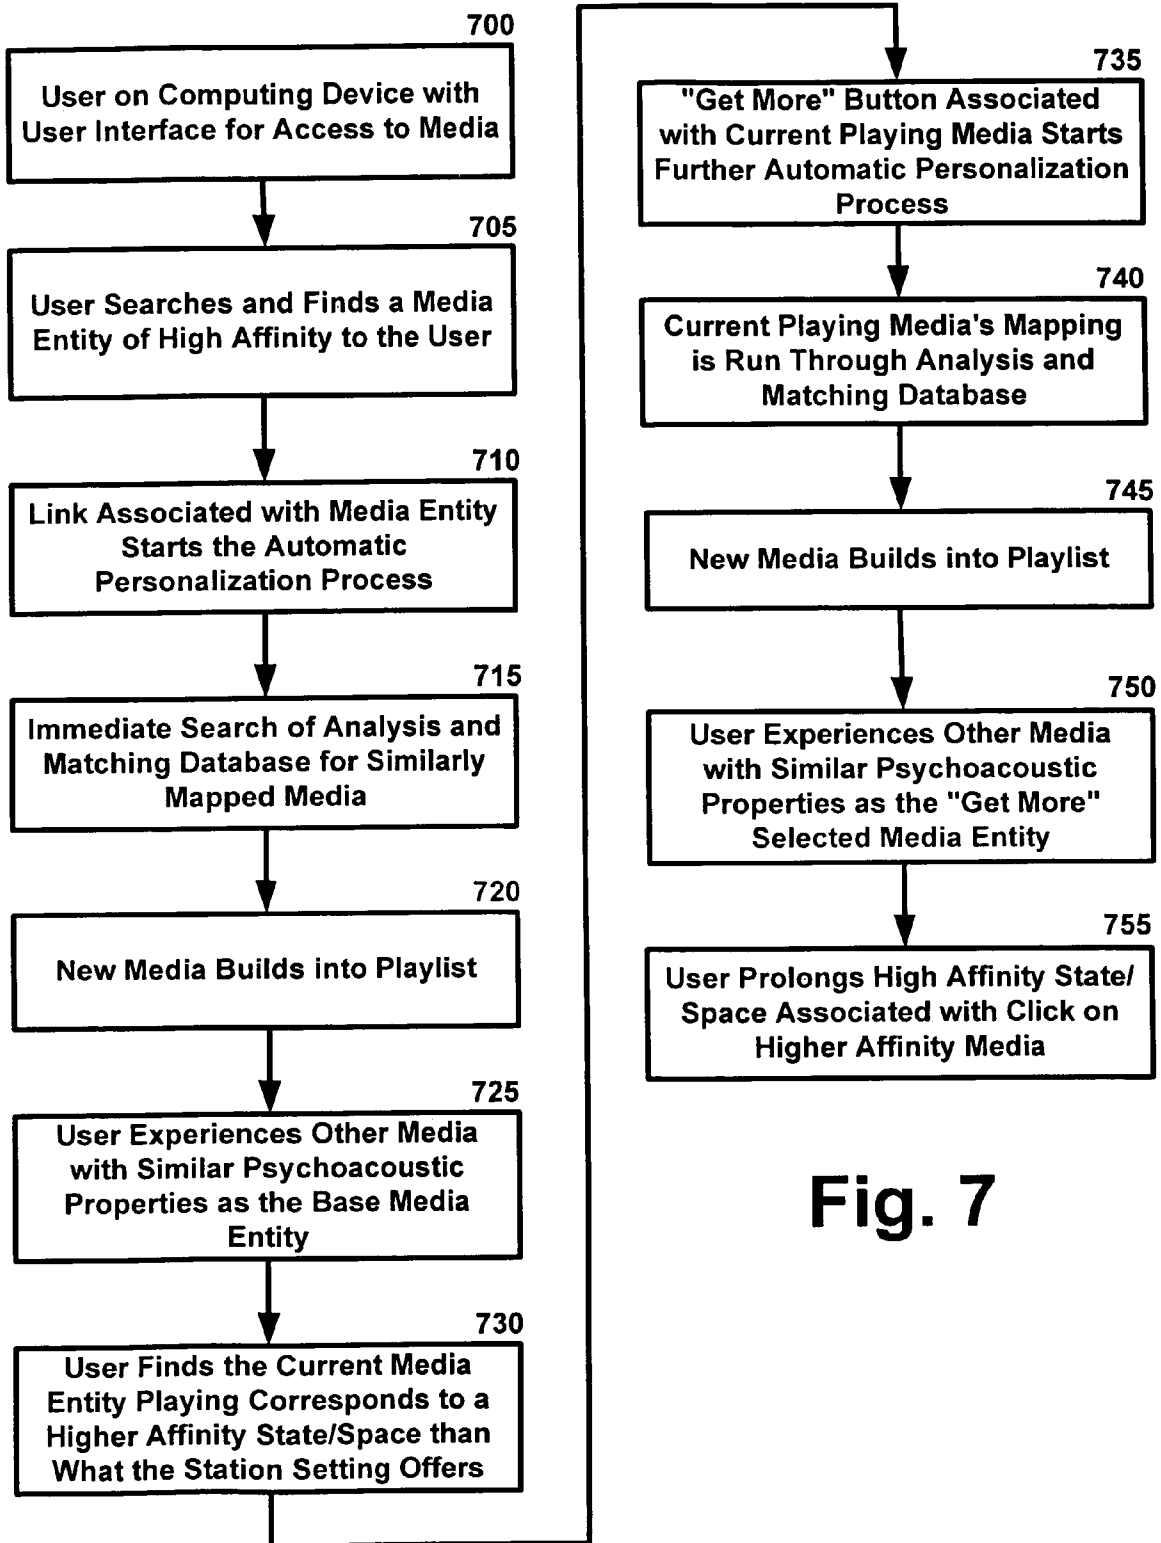 700
User on Computing Device with
User Interface for Access to Media
705
User Searches and Finds a Media
Entity of High Affinity to the User
710
Link Associated with Media Entity
Starts the Automatic
Personalization Process
715
Immediate Search of Analysis and
Matching Database for Similarly
Mapped Media
720
New Media Builds into Playlist
725
User Experiences Other Media
with Similar Psychoacoustic
Properties as the Base Media
Entity
730
User Finds the Current Media
Entity Playing Corresponds to a
Higher Affinity State/Space than
What the Station Setting Offers
735
"Get More" Button Associated
with Current Playing Media Starts
Further Automatic Personalization
Process
740
Current Playing Media's Mapping
is Run Through Analysis and
Matching Database
745
New Media Builds into Playlist
750
User Experiences Other Media
with Similar Psychoacoustic
Properties as the "Get More"
Selected Media Entity
755
User Prolongs High Affinity State/
Space Associated with Click on
Higher Affinity Media
Fig. 7